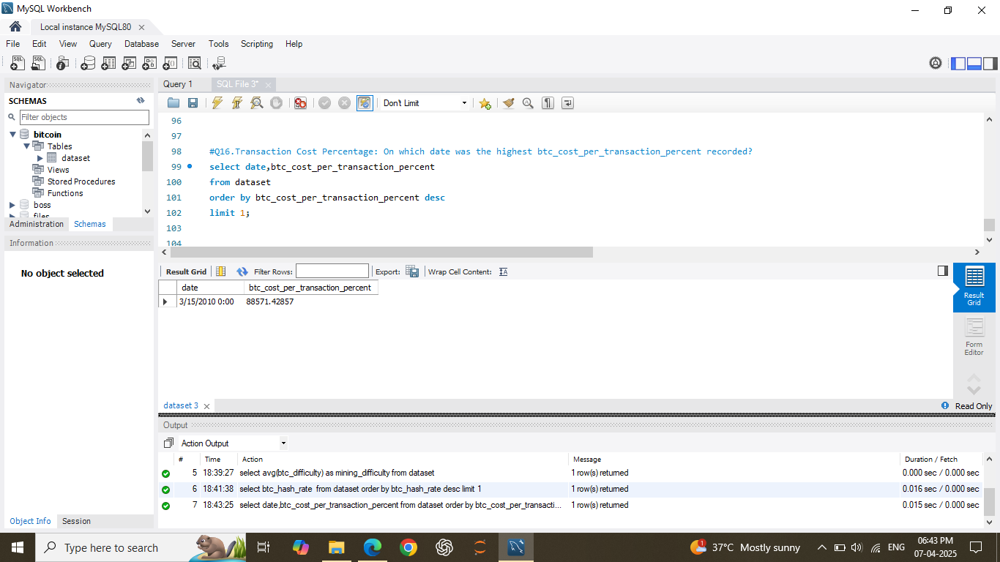 MySQL Workbench
Local instance MySQL80
File Edit View Query Database Server Tools Scripting Help
Navigator
SCHEMAS
Filter objects
bitcoin
Tables
dataset
Views
Stored Procedures
Functions
boss
files
Administration Schemas
Information
No object selected
Object Info Session
Query 1 SQL File 3*
Don't Limit
96
97
98 #Q16.Transaction Cost Percentage: On which date was the highest btc_cost_per_transaction_percent recorded?
99 select date,btc_cost_per_transaction_percent
100 from dataset
101 order by btc_cost_per_transaction_percent desc
102 limit 1;
103
104
Result Grid Filter Rows: Export: Wrap Cell Content:
date btc_cost_per_transaction_percent
3/15/2010 0:00 88571.42857
Result Grid
Form Editor
dataset 3
Read Only
Output
Action Output
# Time Action Message Duration / Fetch
5 18:39:27 select avg(btc_difficulty) as mining_difficulty from dataset 1 row(s) returned 0.000 sec / 0.000 sec
6 18:41:38 select btc_hash_rate from dataset order by btc_hash_rate desc limit 1 1 row(s) returned 0.016 sec / 0.000 sec
7 18:43:25 select date,btc_cost_per_transaction_percent from dataset order by btc_cost_per_transacti... 1 row(s) returned 0.015 sec / 0.000 sec
Type here to search
1
37°C Mostly sunny
ENG
06:43 PM
07-04-2025